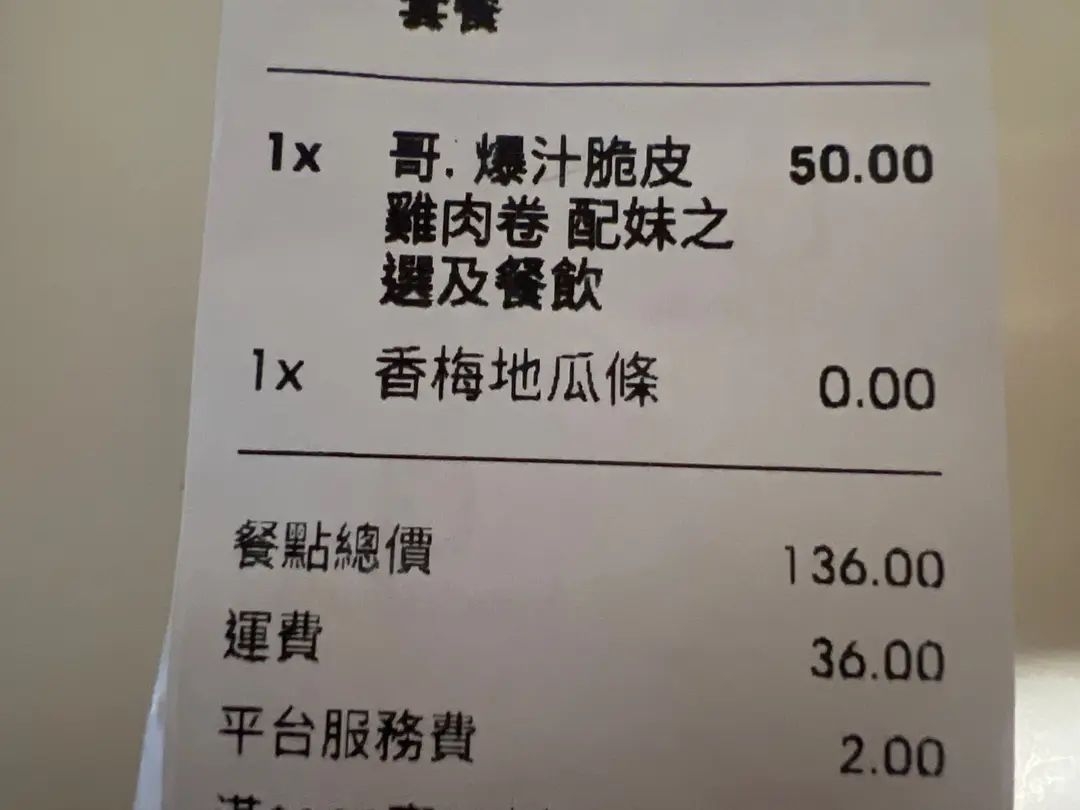 套餐
1x 哥. 爆汁脆皮 50.00
雞肉卷 配妹之
選及餐飲
1x 香梅地瓜條 0.00
餐點總價 136.00
運費 36.00
平台服務費 2.00